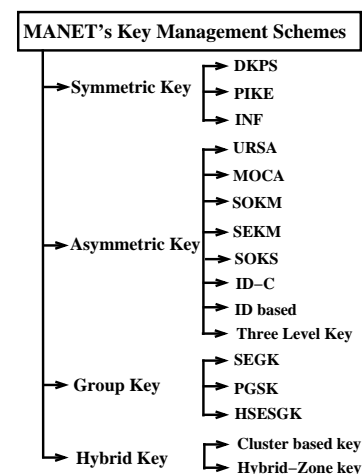 MANET's Key Management Schemes
Symmetric Key
DKPS
PIKE
INF
Asymmetric Key
URSA
MOCA
SOKM
SEKM
SOKS
ID-C
ID based
Three Level Key
Group Key
SEGK
PGSK
HSESGK
Hybrid Key
Cluster based key
Hybrid-Zone key